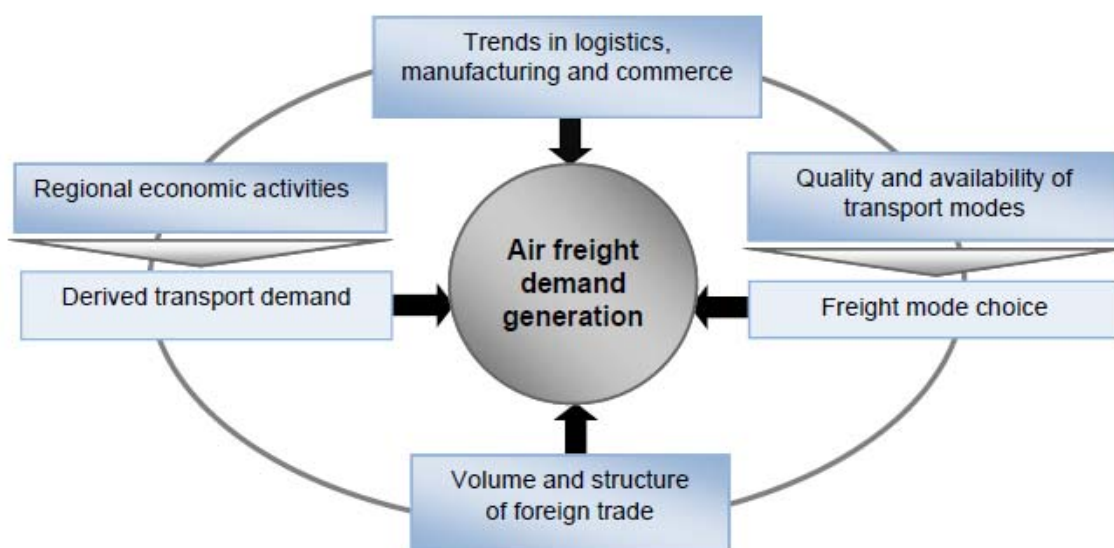 Trends in logistics,
manufacturing and commerce
Regional economic activities
Quality and availability of
transport modes
Air freight
demand
generation
Derived transport demand
Freight mode choice
Volume and structure
of foreign trade